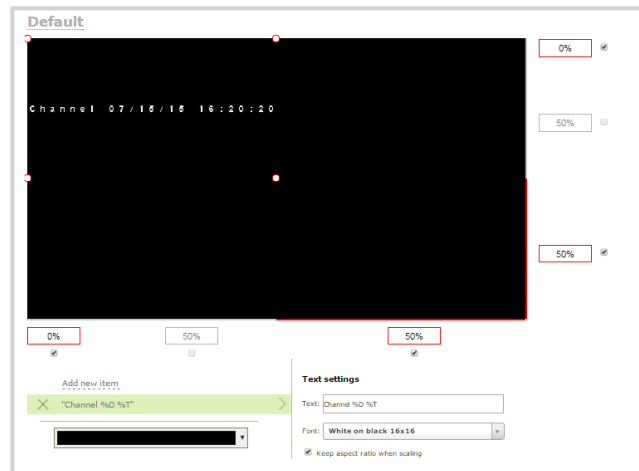 Default
0%
Channel 07/15/15 16:20:20
50%
50%
0%
50%
50%
Add new item
Text settings
"Channel %D %T"
Text: Channel %D %T
Font: White on black 16x16
Keep aspect ratio when scaling